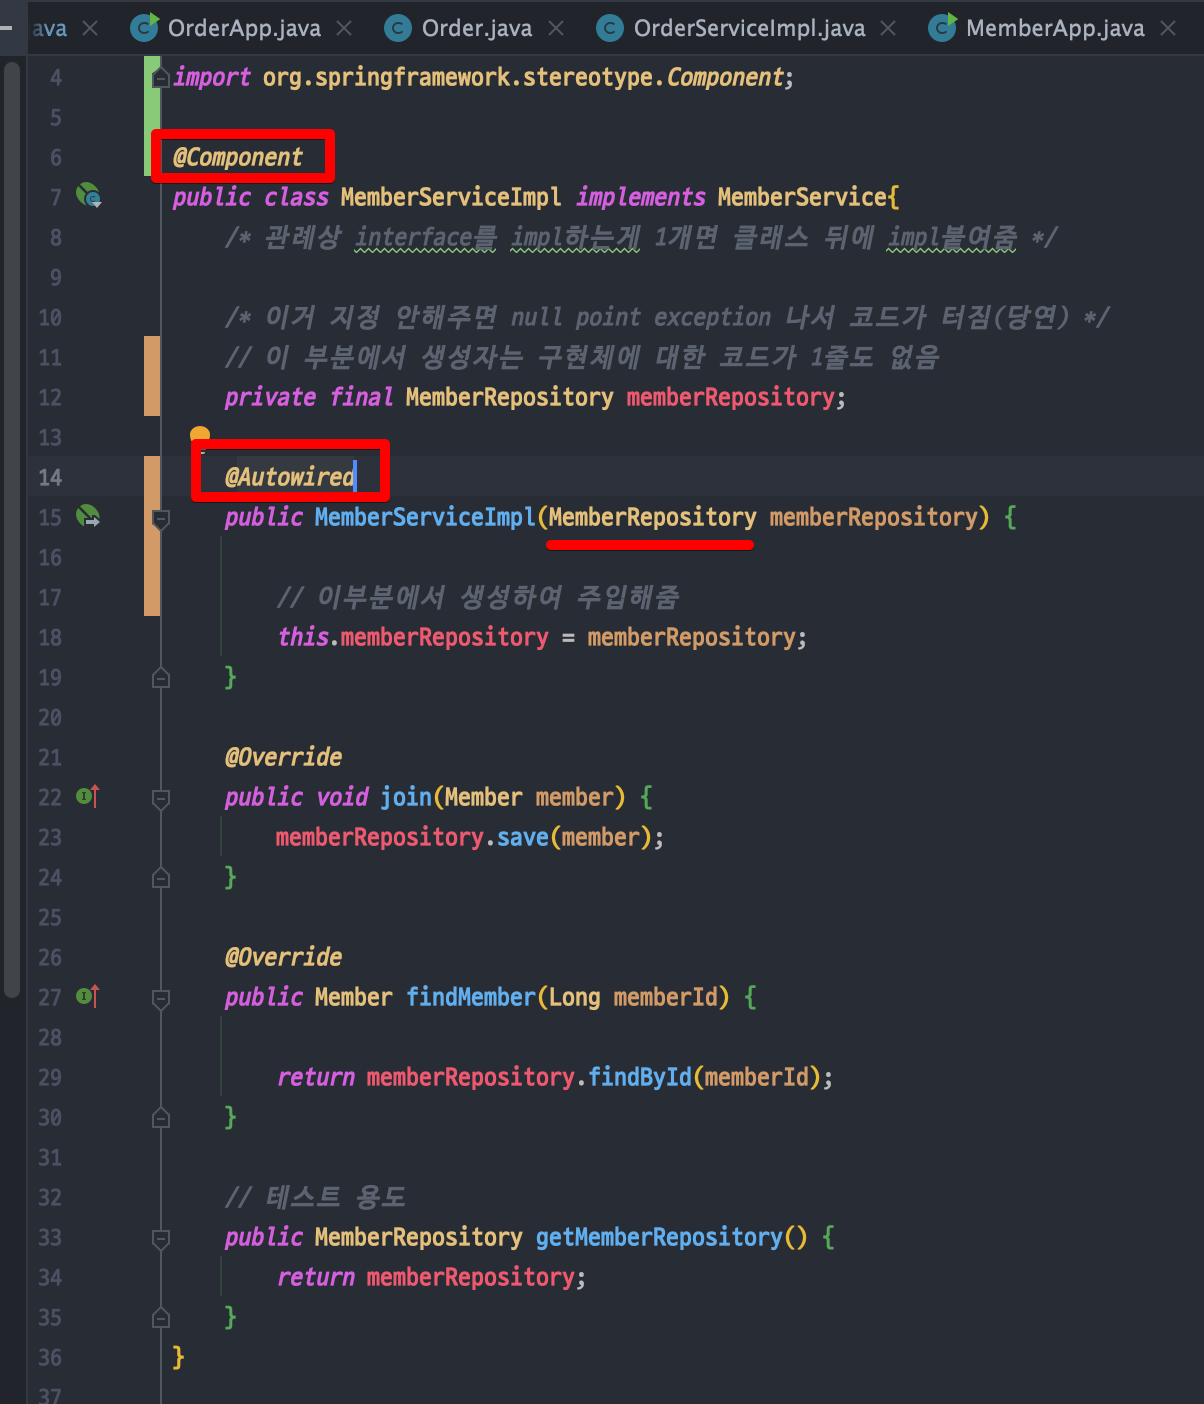 ava OrderApp.java Order.java OrderServiceImpl.java MemberApp.java
4 import org.springframework.stereotype.Component;
5
6 @Component
7 public class MemberServiceImpl implements MemberService{
8 /* 관례상 interface를 impl하는게 1개면 클래스 뒤에 impl붙여줌 */
9
10 /* 이거 지정 안해주면 null point exception 나서 코드가 터짐(당연) */
11 // 이 부분에서 생성자는 구현체에 대한 코드가 1줄도 없음
12 private final MemberRepository memberRepository;
13
14 @Autowired
15 public MemberServiceImpl(MemberRepository memberRepository) {
16
17 // 이부분에서 생성하여 주입해줌
18 this.memberRepository = memberRepository;
19 }
20
21 @Override
22 public void join(Member member) {
23 memberRepository.save(member);
24 }
25
26 @Override
27 public Member findMember(Long memberId) {
28
29 return memberRepository.findById(memberId);
30 }
31
32 // 테스트 용도
33 public MemberRepository getMemberRepository() {
34 return memberRepository;
35 }
36 }
37